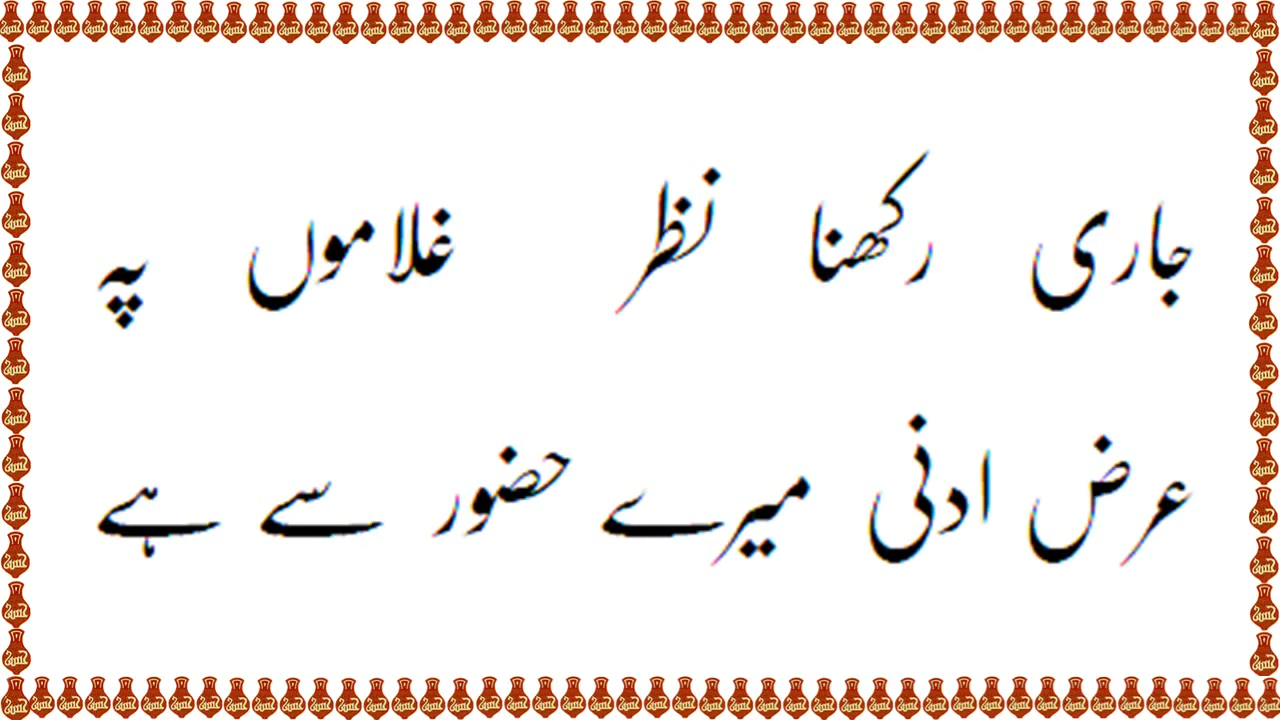 جاری رکھنا نظر غلاموں پہ
عرض ادنی میرے حضور سے ہے